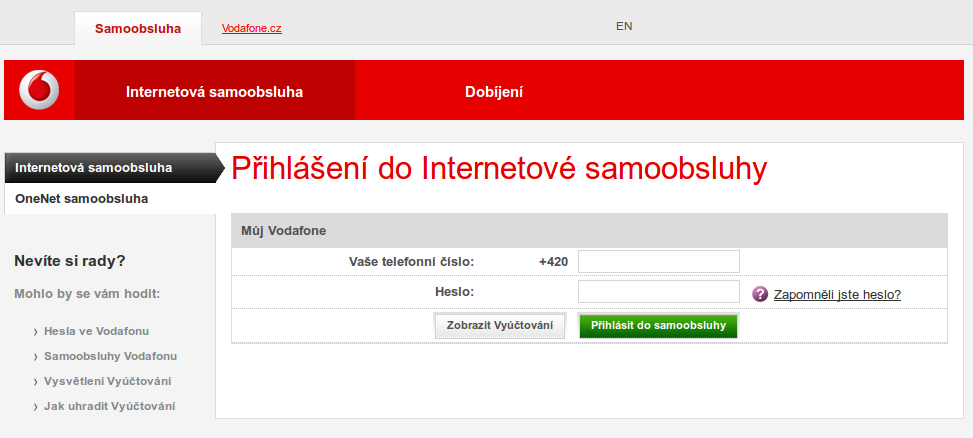 Samoobsluha
Vodafone.cz
EN
Internetová samoobsluha
Dobíjení
Internetová samoobsluha
OneNet samoobsluha
Nevíte si rady?
Mohlo by se vám hodit:
› Hesla ve Vodafonu
› Samoobsluhy Vodafonu
› Vysvětlení Vyúčtování
› Jak uhradit Vyúčtování
Přihlášení do Internetové samoobsluhy
Můj Vodafone
Vaše telefonní číslo: +420
Heslo: ? Zapomněli jste heslo?
Zobrazit Vyúčtování Přihlásit do samoobsluhy